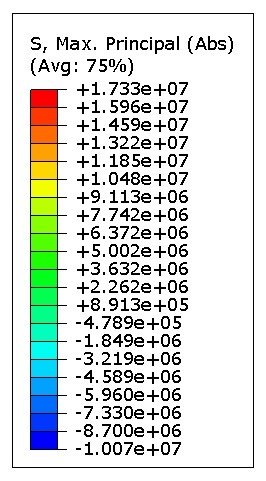 S, Max. Principal (Abs)
(Avg: 75%)
+1.733e+07
+1.596e+07
+1.459e+07
+1.322e+07
+1.185e+07
+1.048e+07
+9.113e+06
+7.742e+06
+6.372e+06
+5.002e+06
+3.632e+06
+2.262e+06
+8.913e+05
-4.789e+05
-1.849e+06
-3.219e+06
-4.589e+06
-5.960e+06
-7.330e+06
-8.700e+06
-1.007e+07